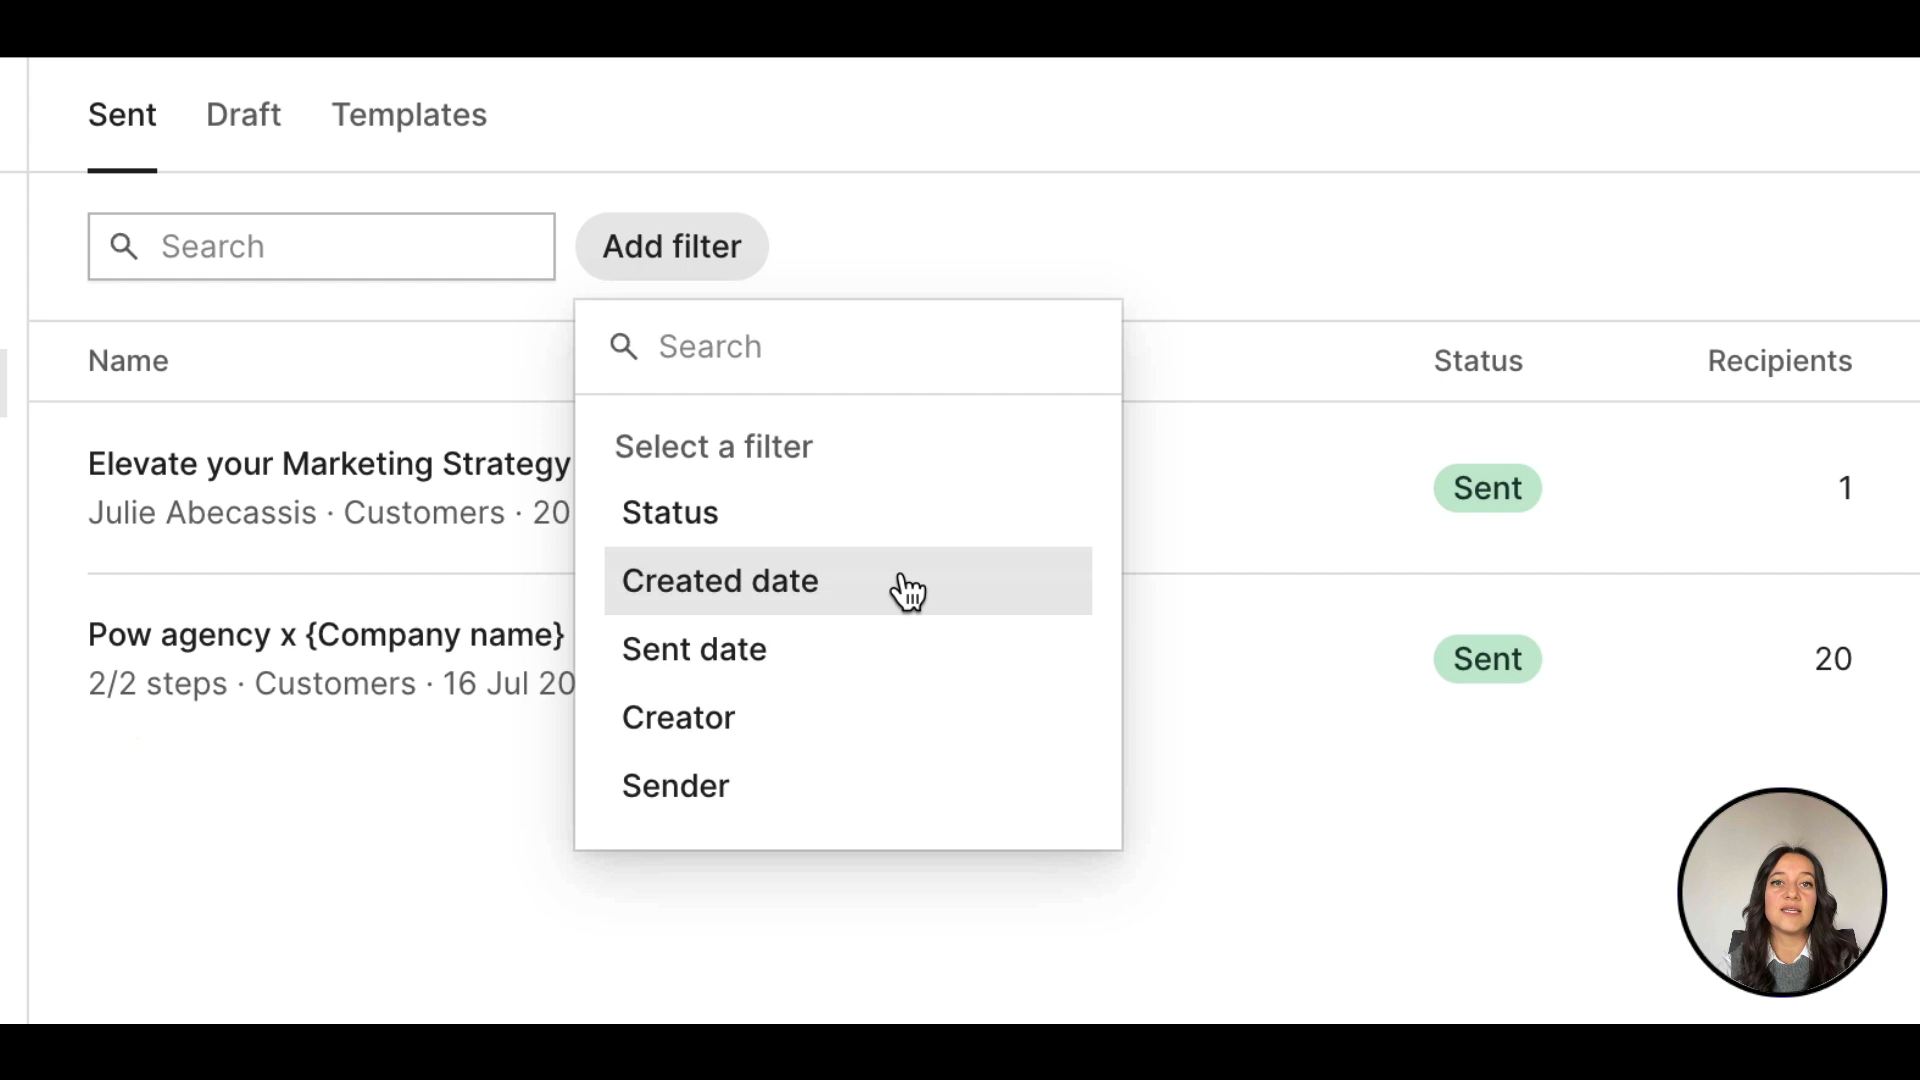 Sent Draft Templates
Search Add filter
Search
Name Status Recipients
Select a filter
Status
Created date
Sent date
Creator
Sender
Elevate your Marketing Strategy Sent 1
Julie Abecassis · Customers · 20
Pow agency x {Company name} Sent 20
2/2 steps · Customers · 16 Jul 20